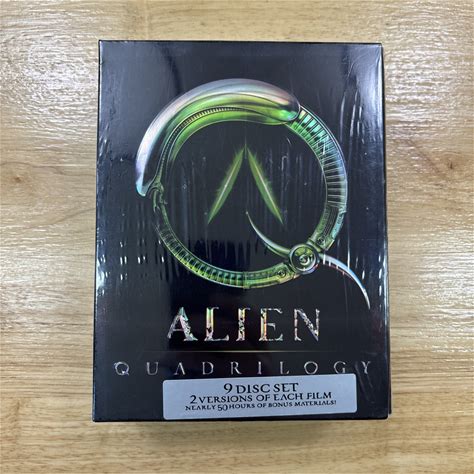 ALIEN
QUADRILOGY
9 DISC SET
2 VERSIONS OF EACH FILM
NEARLY 50 HOURS OF BONUS MATERIALS!